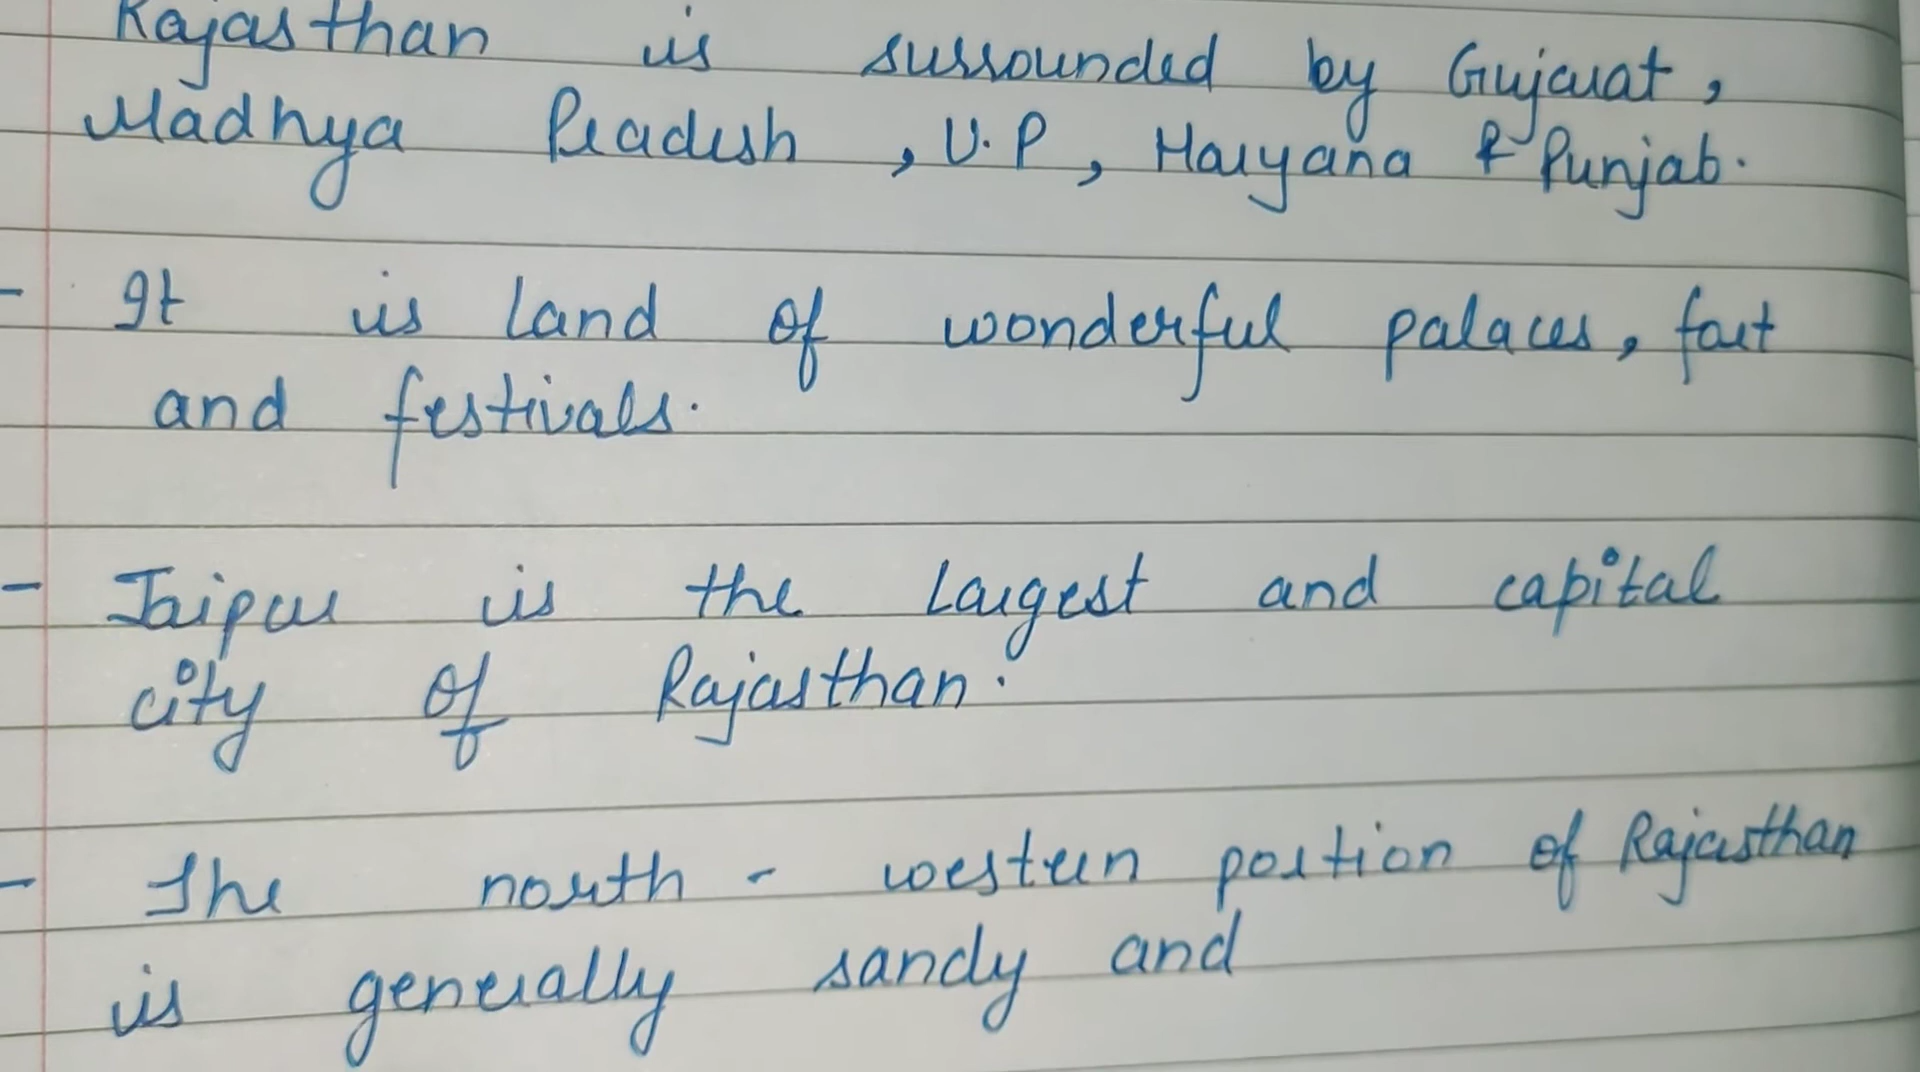 Rajasthan is surrounded by Gujarat,
Madhya Pradesh, U.P, Haryana & Punjab.
- It is land of wonderful palaces, fort
and festivals.
- Jaipur is the largest and capital
city of Rajasthan.
- The north - western portion of Rajasthan
is generally sandy and